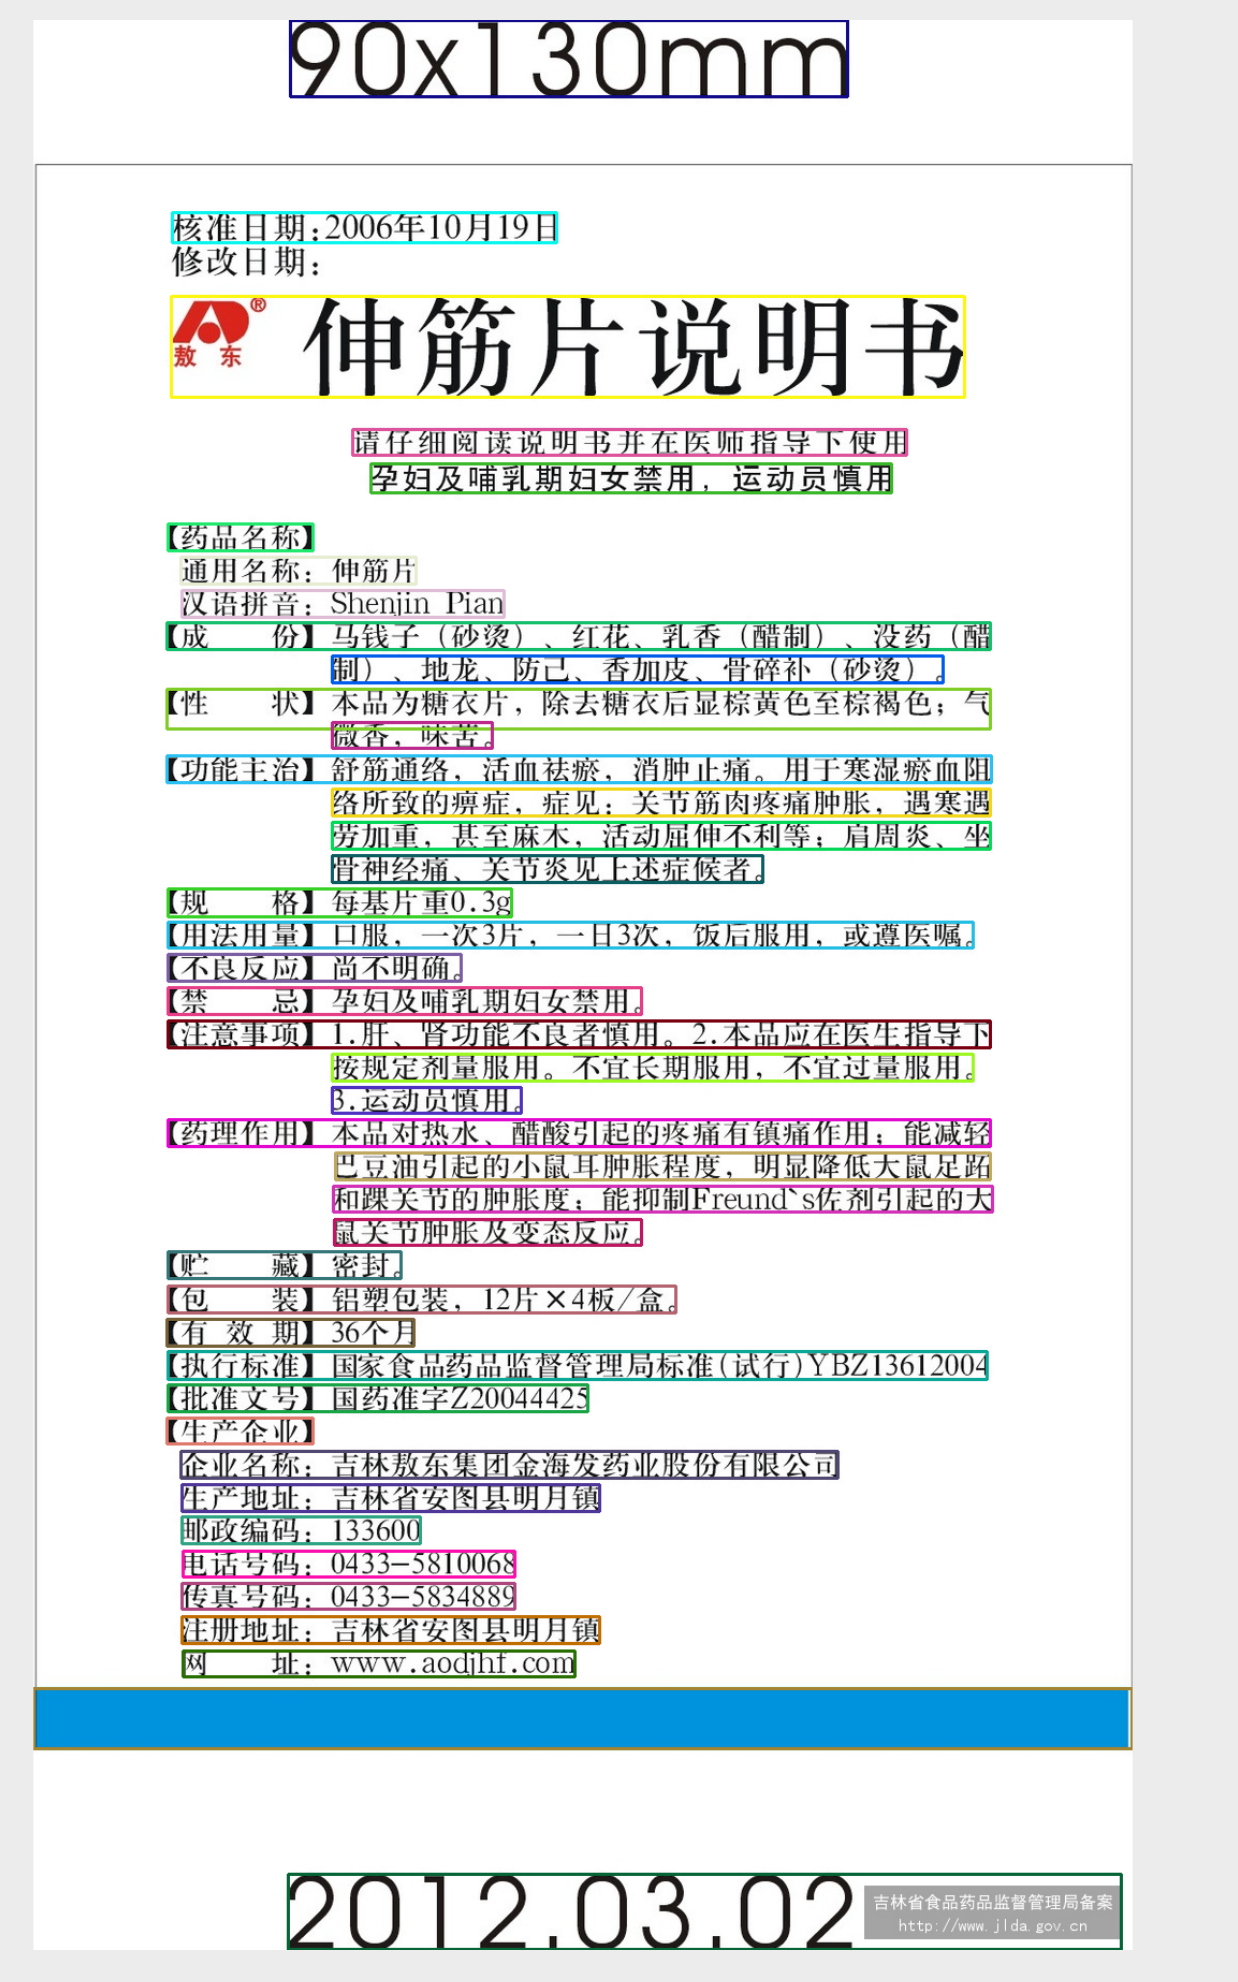 90x130mm
核准日期:2006年10月19日
修改日期:
敖东® 伸筋片说明书
请仔细阅读说明书并在医师指导下使用
孕妇及哺乳期妇女禁用，运动员慎用
【药品名称】
通用名称：伸筋片
汉语拼音：Shenjin Pian
【成 份】马钱子（砂烫）、红花、乳香（醋制）、没药（醋
制）、地龙、防己、香加皮、骨碎补（砂烫）。
【性 状】本品为糖衣片，除去糖衣后显棕黄色至棕褐色；气
微香，味苦。
【功能主治】舒筋通络，活血祛瘀，消肿止痛。用于寒湿瘀血阻
络所致的痹症，症见：关节筋肉疼痛肿胀，遇寒遇
劳加重，甚至麻木，活动屈伸不利等；肩周炎、坐
骨神经痛、关节炎见上述症候者。
【规 格】每基片重0.3g
【用法用量】口服，一次3片，一日3次，饭后服用，或遵医嘱。
【不良反应】尚不明确。
【禁 忌】孕妇及哺乳期妇女禁用。
【注意事项】1.肝、肾功能不良者慎用。2.本品应在医生指导下
按规定剂量服用。不宜长期服用，不宜过量服用。
3.运动员慎用。
【药理作用】本品对热水、醋酸引起的疼痛有镇痛作用；能减轻
巴豆油引起的小鼠耳肿胀程度，明显降低大鼠足跖
和踝关节的肿胀度；能抑制Freund`s佐剂引起的大
鼠关节肿胀及变态反应。
【贮 藏】密封。
【包 装】铝塑包装，12片×4板/盒。
【有 效 期】36个月
【执行标准】国家食品药品监督管理局标准(试行)YBZ13612004
【批准文号】国药准字Z20044425
【生产企业】
企业名称：吉林敖东集团金海发药业股份有限公司
生产地址：吉林省安图县明月镇
邮政编码：133600
电话号码：0433—5810068
传真号码：0433—5834889
注册地址：吉林省安图县明月镇
网 址：www.aodjhf.com
2012.03.02
吉林省食品药品监督管理局备案
http://www.jlda.gov.cn